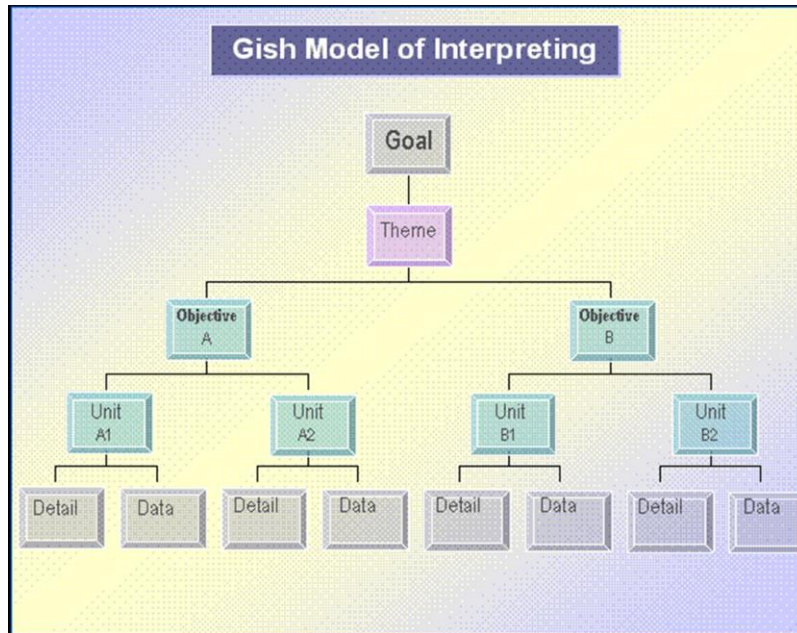 Gish Model of Interpreting
Goal
Theme
Objective
A
Objective
B
Unit
A1
Unit
A2
Unit
B1
Unit
B2
Detail
Data
Detail
Data
Detail
Data
Detail
Data